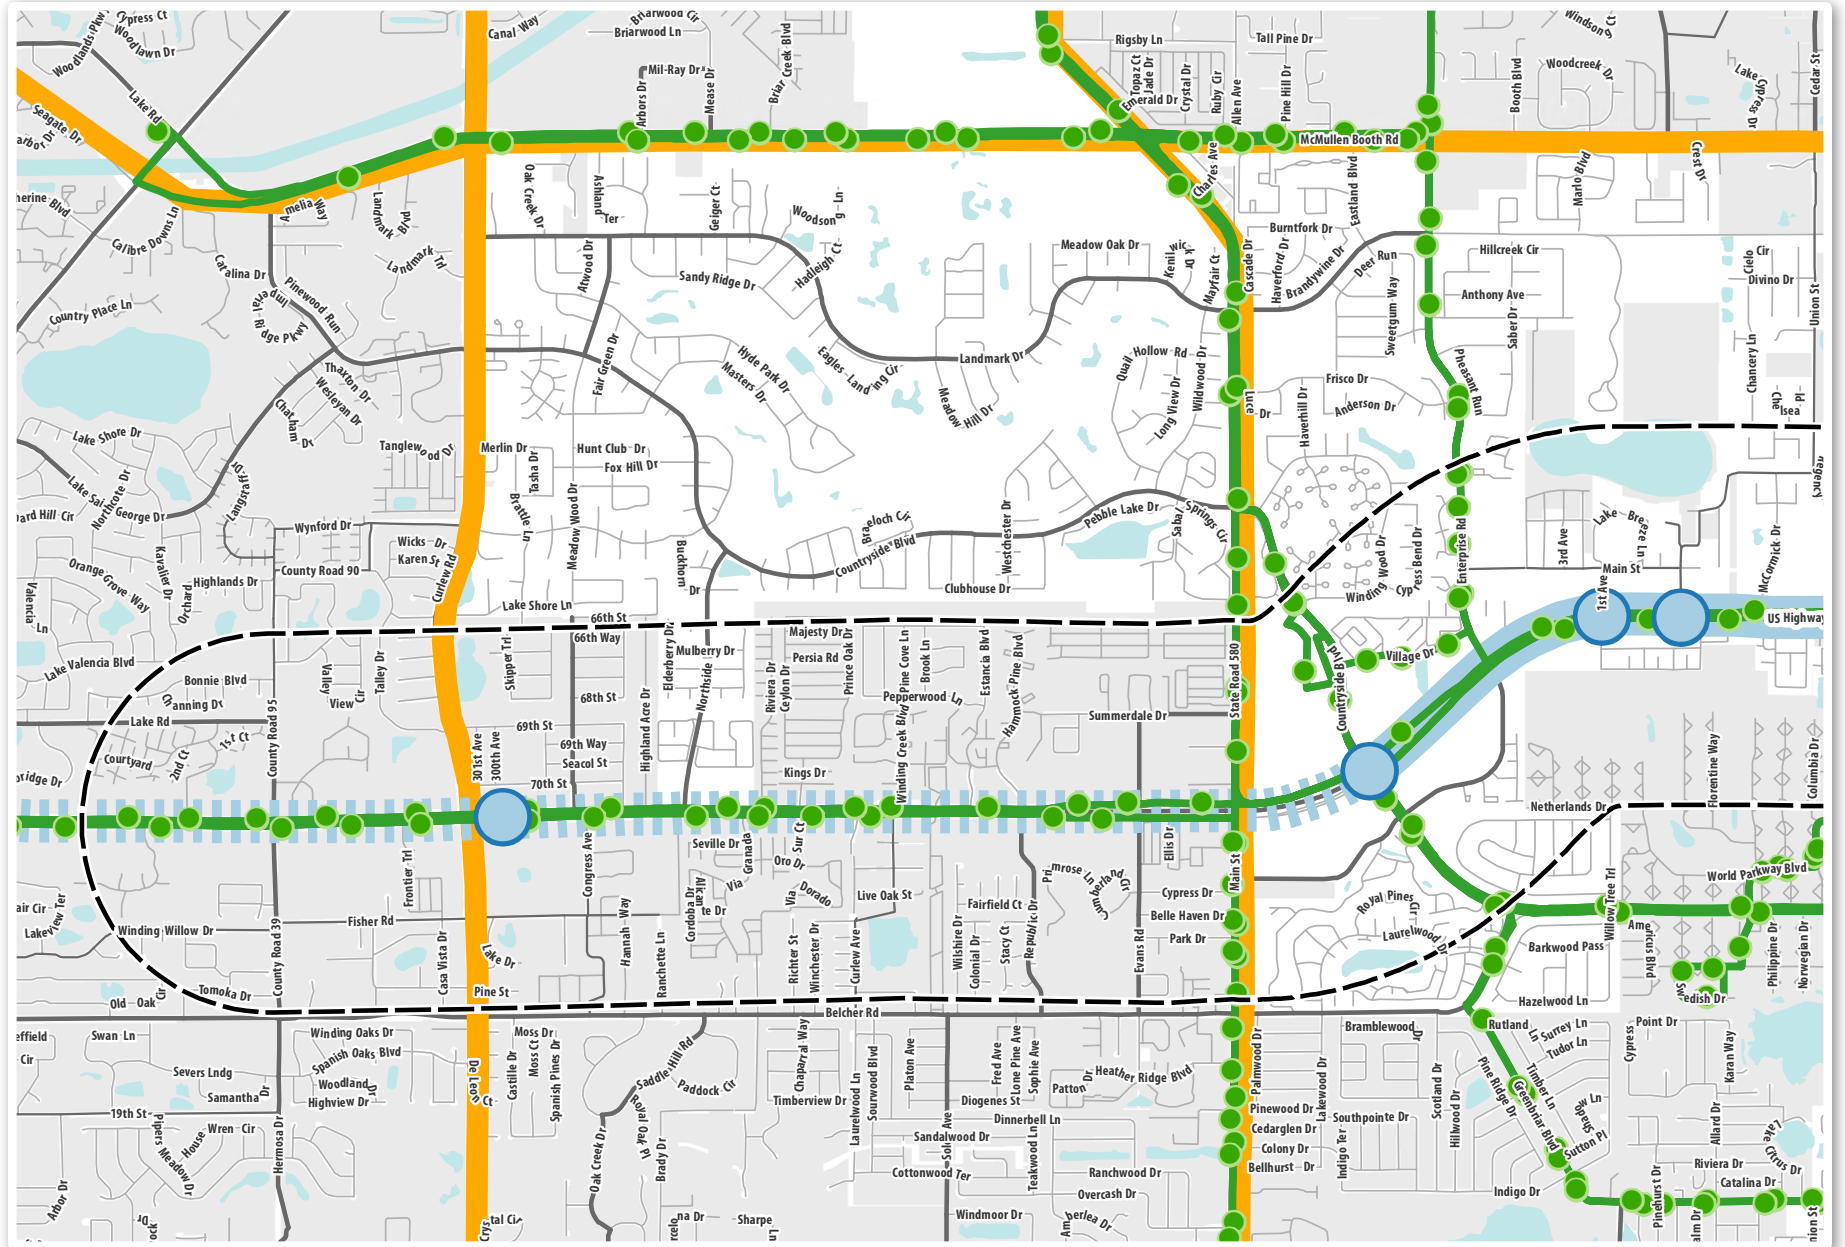 Cypress Ct
Woodlands Pkwy
Woodlawn Dr
Canal Way
Briarwood Cir
Briarwood Ln
Briar Creek Blvd
Rigsby Ln
Tall Pine Dr
Windsong Ct
Mil-Ray Dr
Mease Dr
Arbors Dr
Topaz Ct
Jade Dr
Crystal Dr
Ruby Cir
Allen Ave
Pine Hill Dr
Booth Blvd
Woodcreek Dr
Lake Cypress Dr
Cedar St
Seagate Dr
Lake Rd
Emerald Dr
McMullen Booth Rd
Charles Ave
Crest Dr
Marlo Blvd
Eastland Blvd
Oak Creek Dr
Ashland
Ter
Geiger Ct
Woodson
Ln
herine Blvd
Calibre Downs Ln
Amelia Way
Landmark Blvd
Landmark Trl
Burntfork Dr
Catalina Dr
Atwood Dr
Sandy Ridge Dr
Hadleigh Ct
Meadow Oak Dr
Kenilwick Dr
Mayfair Ct
Cascade Dr
Haverford Dr
Brandywine Dr
Deer Run
Hillcreek Cir
Cielo Cir
Divino Dr
Union St
Country Place Ln
Imperial Ridge Pkwy
Pinewood Run
Sweetgum Way
Anthony Ave
Saber Dr
Fair Green Dr
Hyde Park Dr
Masters Dr
Eagles Landing Cir
Landmark Dr
Quail Hollow Rd
Long View Dr
Wildwood Dr
Pheasant Run
Chancery Ln
Chelsea Pl
Thaxton Dr
Wesleyan Dr
Chatham Dr
Meadow Hill Dr
Luce Dr
Haverhill Dr
Frisco Dr
Anderson Dr
Lake Shore Dr
Tanglewood Dr
Merlin Dr
Tasha Dr
Hunt Club Dr
Fox Hill Dr
Northcote Dr
George Dr
Langstaff Dr
Wynford Dr
Brattle Ln
Meadow Wood Dr
Braeloch Cir
Countryside Blvd
Westchester Dr
Pebble Lake Dr
Sabal Springs Cir
Winding Wood Dr
Cypress Bend Dr
Enterprise Rd
3rd Ave
Lake Breeze Ln
Main St
McCormick Dr
Valencia Ln
Orange Grove Way
Kavalier Dr
Orchard
Highlands Dr
County Road 90
Wicks Dr
Karen St
Curlew Rd
Buckhorn Dr
Clubhouse Dr
1st Ave
US Highway
Lake Shore Ln
66th St
66th Way
Majesty Dr
Elderberry Dr
Mulberry Dr
Persia Rd
Prince Oak Dr
Pine Cove Ln
Brook Ln
Estancia Blvd
Hammock Pine Blvd
State Road 580
Village Dr
Countryside Blvd
Lake Valencia Blvd
Bonnie Blvd
Channing Dr
Valley View Cir
Talley Dr
Skipper Trl
68th St
Northside
Riviera Dr
Ceylon Dr
Pepperwood Ln
Summerdale Dr
Lake Rd
County Road 95
1st Ct
2nd Ct
Courtyard
69th St
69th Way
Seacol St
70th St
301st Ave
300th Ave
Highland Acre Dr
Kings Dr
Winding Creek Blvd
Florentine Way
Columbia Dr
Netherlands Dr
Seville Dr
Granada
Sur Ct
Oro Dr
Via Dorado
Via
Ellis Dr
Main St
Congress Ave
Frontier Trl
Alicante Dr
Cordoba Dr
Live Oak St
Primrose Ln
Cumberland Cir
Cypress Dr
Royal Pines Cir
World Parkway Blvd
Willow Tree Trl
Lakeview Ter
Winding Willow Dr
Fisher Rd
Hannah Way
Fairfield Ct
Belle Haven Dr
Park Dr
Laurelwood Dr
Barkwood Pass
Americus Blvd
Philippine Dr
Norwegian Dr
Swedish Dr
County Road 39
Casa Vista Dr
Lake Dr
Ranchette Ln
Richter St
Winchester Dr
Curlew Ave
Wilshire Dr
Colonial Dr
Stacy Ct
Republic Dr
Evans Rd
Old Oak Cir
Tomoka Dr
Pine St
Belcher Rd
Hazelwood Ln
Swan Ln
Winding Oaks Dr
Spanish Oaks Blvd
Moss Dr
Moss Ct
Castille Dr
Spanish Pines Dr
Saddle Hill Rd
Paddock Cir
Chaparral Way
Timberview Dr
Laurelwood Ln
Sourwood Blvd
Platon Ave
Fred Ave
Lone Pine Ave
Sophie Ave
Patton Dr
Heather Ridge Blvd
Palmwood Dr
Lakewood Dr
Bramblewood Dr
Scotland Dr
Hillwood Dr
Rutland
Surrey Ln
Tudor Ln
Cypress
Point Dr
Karan Way
Severs Lndg
Woodland Dr
Highview Dr
Samantha Dr
19th St
Pipers Meadow Dr
House Wren Cir
Hermosa Dr
De Leon Ct
Royal Oak Pl
Oak Creek Dr
Brady Dr
Diogenes St
Dinnerbell Ln
Sandalwood Dr
Solon Ave
Teakwood Ln
Cottonwood Ter
Ranchwood Dr
Overcash Dr
Windmoor Dr
Amberlea Dr
Pinewood Dr
Cedarglen Dr
Colony Dr
Bellhurst Dr
Southpointe Dr
Indigo Ter
Pine Ridge Dr
Timber Ln
Greenbriar Blvd
Shady Ln
Sutton Pl
Indigo Dr
Allard Dr
Lake Citrus Dr
Riviera Dr
Catalina Dr
Pinehurst Dr
Arbor Dr
Sharpe Ln